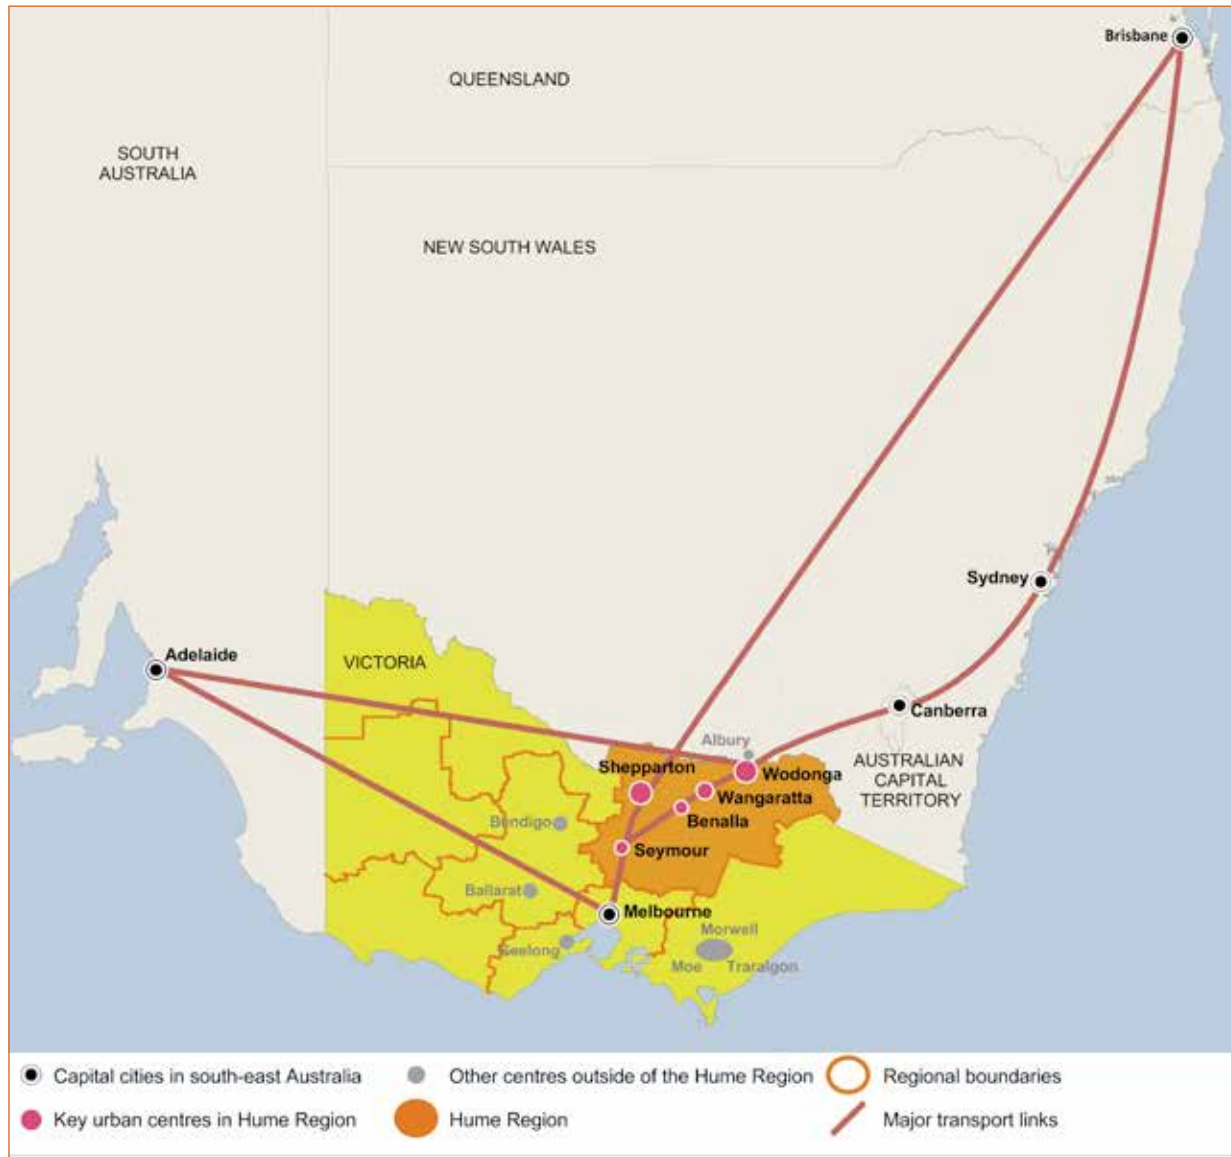 Brisbane
QUEENSLAND
SOUTH
AUSTRALIA
NEW SOUTH WALES
Sydney
Adelaide
VICTORIA
Canberra
Albury
AUSTRALIAN
CAPITAL
TERRITORY
Shepparton
Wodonga
Wangaratta
Benalla
Bendigo
Seymour
Ballarat
Melbourne
Geelong
Morwell
Moe
Traralgon
Capital cities in south-east Australia
Other centres outside of the Hume Region
Regional boundaries
Key urban centres in Hume Region
Hume Region
Major transport links